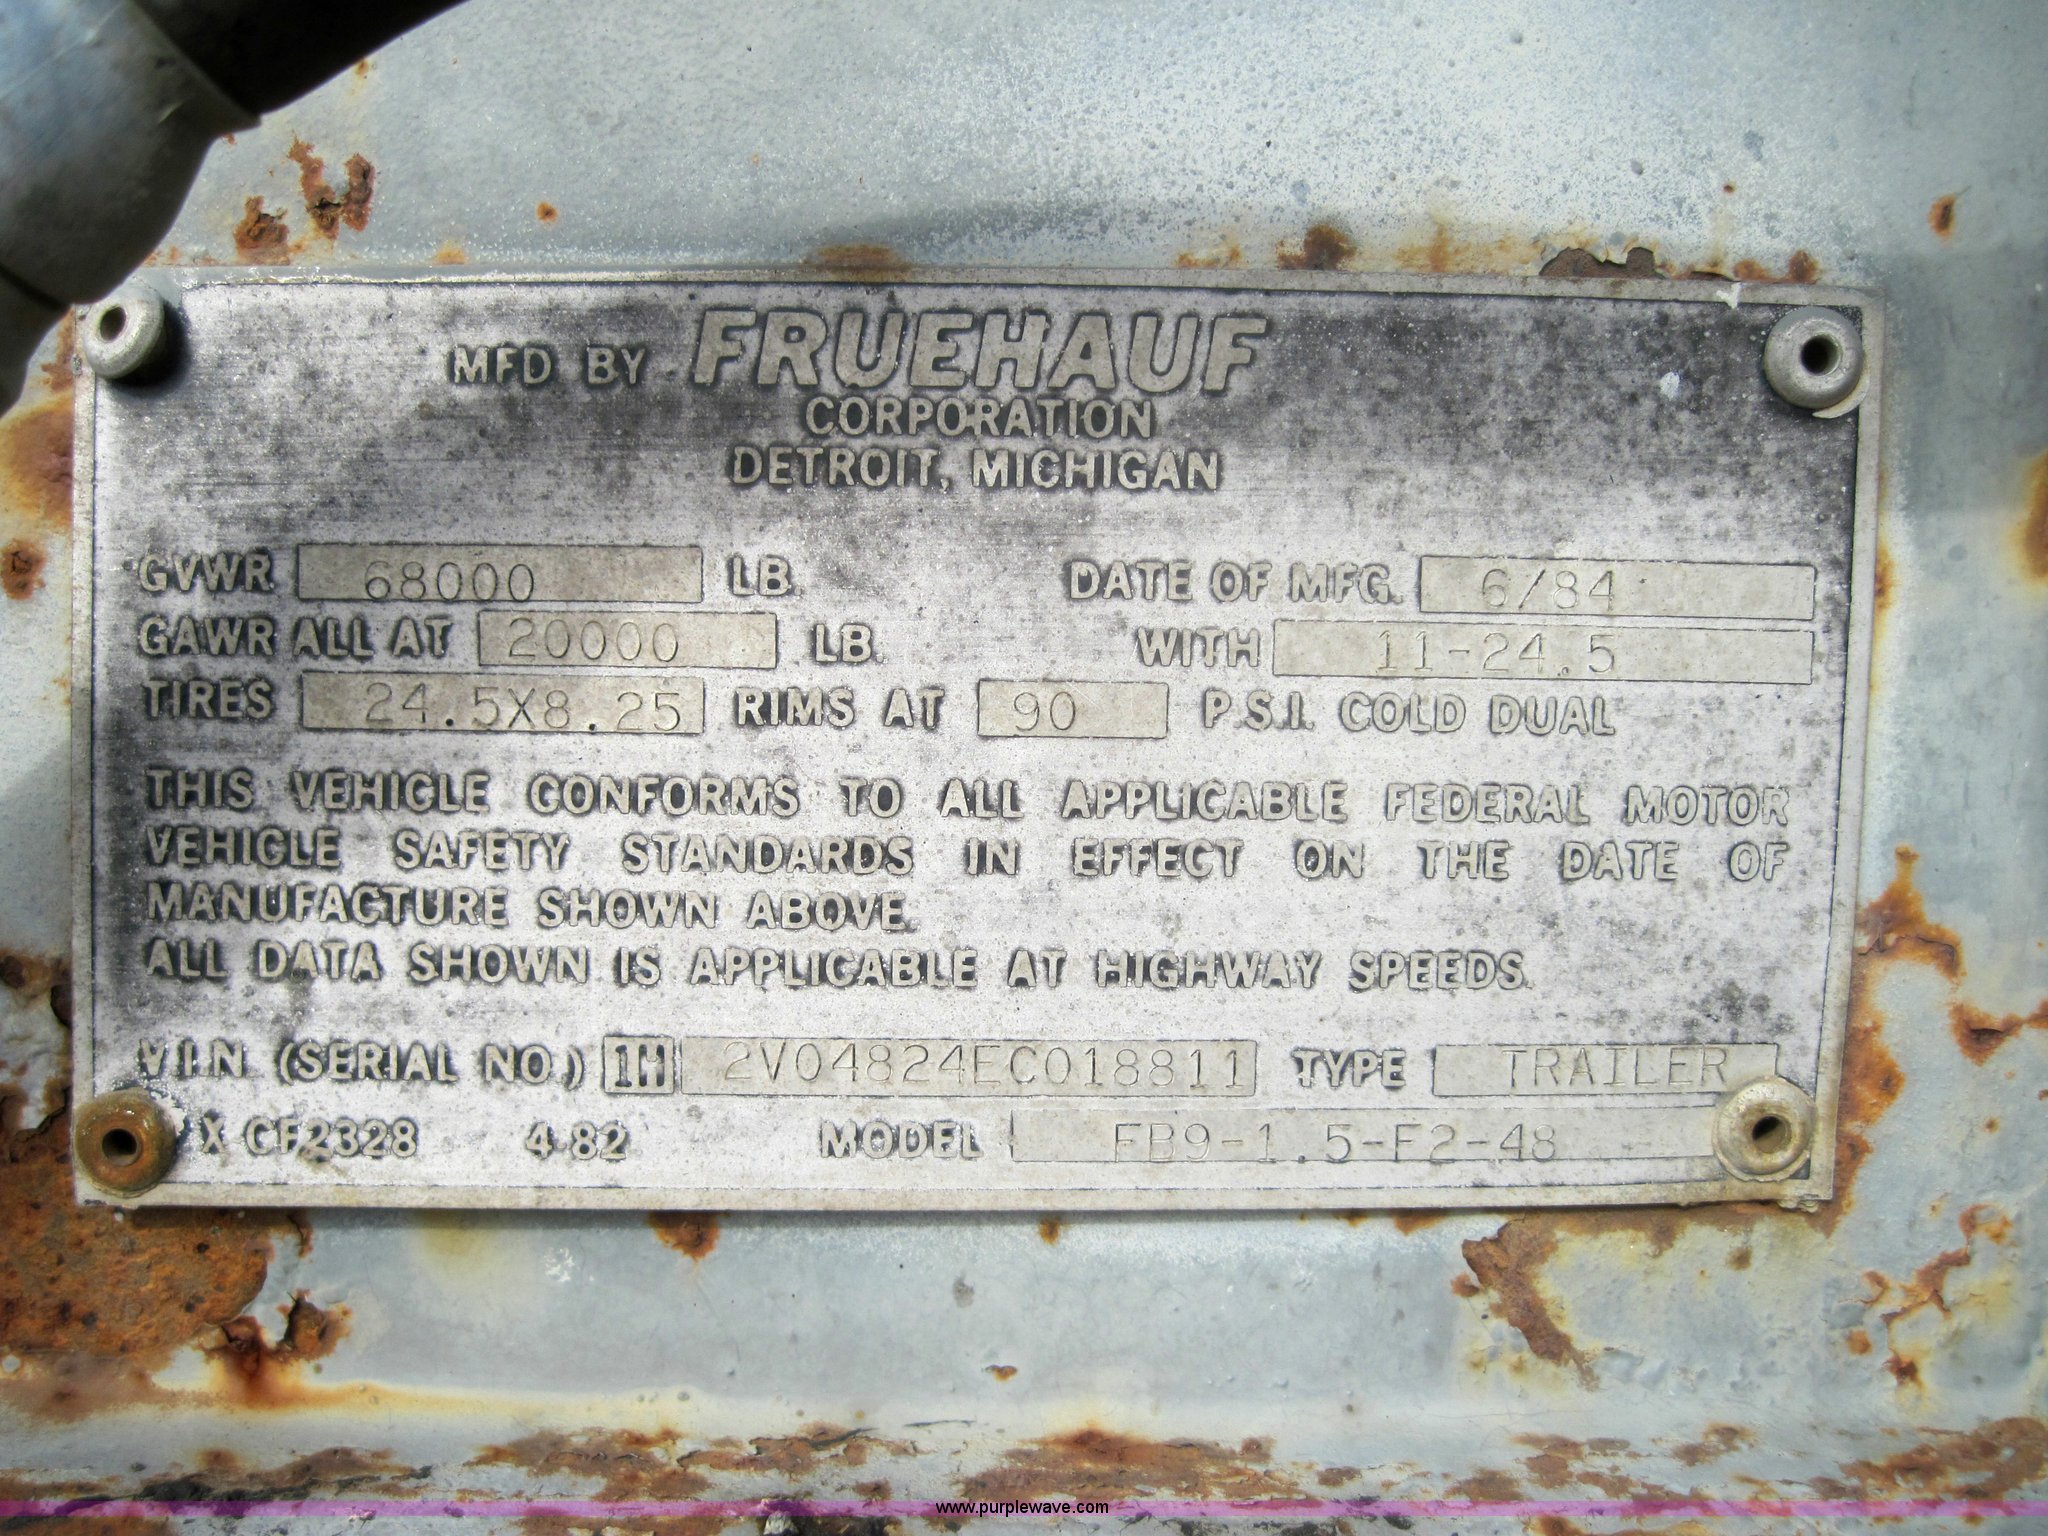 MFD BY FRUEHAUF
CORPORATION
DETROIT, MICHIGAN
GVWR 68000 LB. DATE OF MFG. 6/84
GAWR ALL AT 20000 LB. WITH 11-24.5
TIRES 24.5X8.25 RIMS AT 90 P.S.I. COLD DUAL
THIS VEHICLE CONFORMS TO ALL APPLICABLE FEDERAL MOTOR
VEHICLE SAFETY STANDARDS IN EFFECT ON THE DATE OF
MANUFACTURE SHOWN ABOVE.
ALL DATA SHOWN IS APPLICABLE AT HIGHWAY SPEEDS.
V.I.N. (SERIAL NO.) 1H 2V04824EC018811 TYPE TRAILER
X CF2328 4-82 MODEL FB9-1.5-F2-48
www.purplewave.com